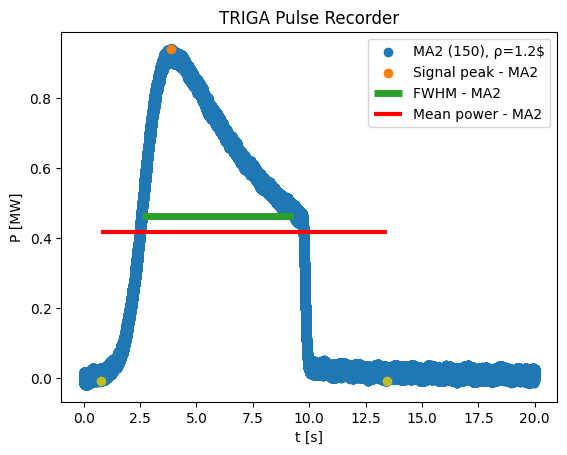 TRIGA Pulse Recorder
MA2 (150), ρ=1.2$
Signal peak - MA2
FWHM - MA2
Mean power - MA2
P [MW]
0.8
0.6
0.4
0.2
0.0
0.0 2.5 5.0 7.5 10.0 12.5 15.0 17.5 20.0
t [s]